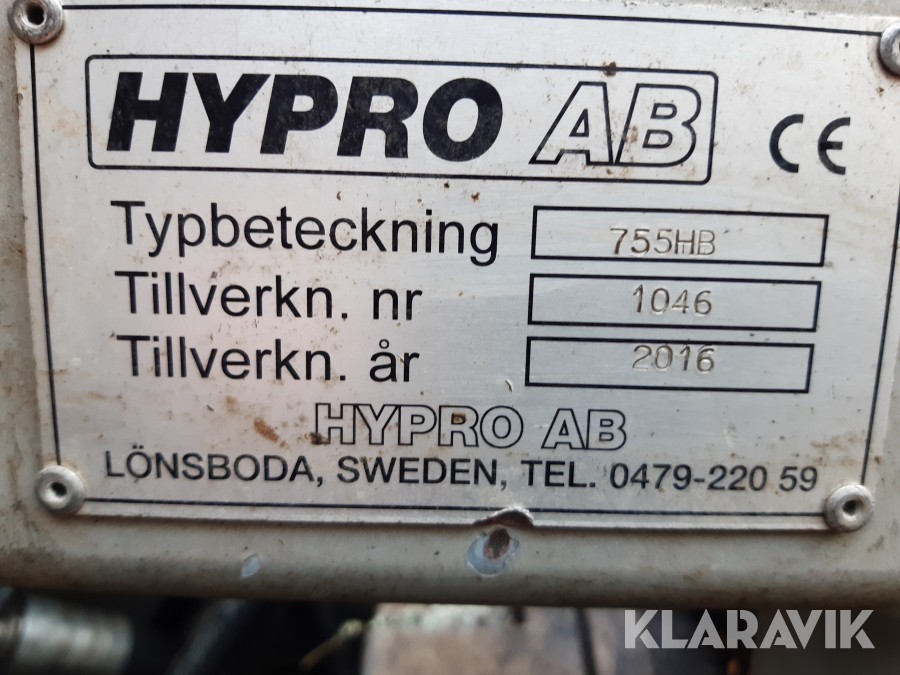 HYPRO AB CE
Typbeteckning 755HB
Tillverkn. nr 1046
Tillverkn. år 2016
HYPRO AB
LÖNSBODA, SWEDEN, TEL. 0479-220 59
KLARAVIK